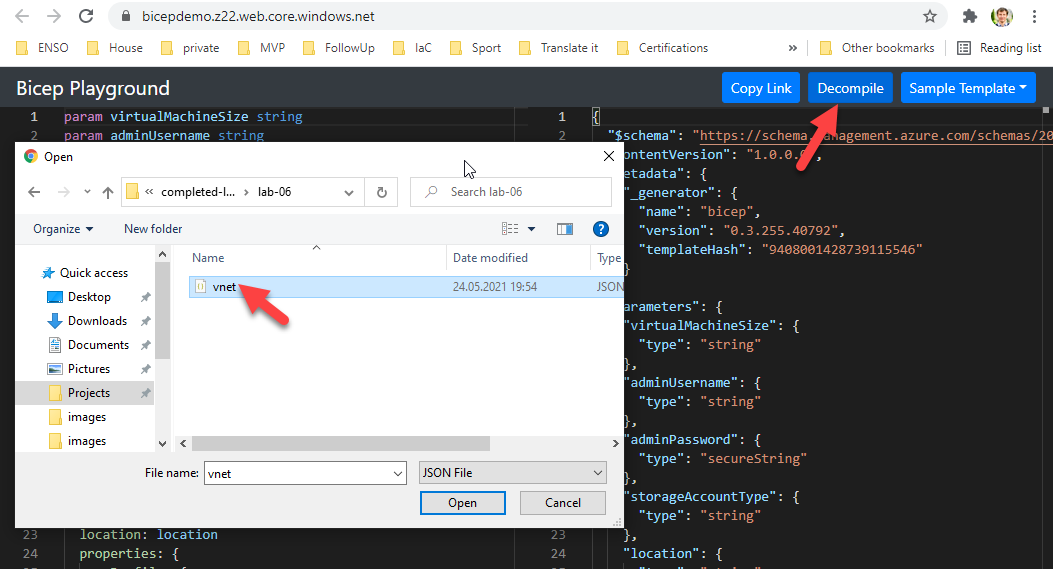 bicepdemo.z22.web.core.windows.net
ENSO House private MVP FollowUp IaC Sport Translate it Certifications » Other bookmarks Reading list
Bicep Playground Copy Link Decompile Sample Template
1 param virtualMachineSize string
2 param adminUsername string
Open
« completed-l... › lab-06 Search lab-06
Organize New folder
Name Date modified Type
Quick access
Desktop
Downloads
Documents
Pictures
Projects
images
images
vnet 24.05.2021 19:54 JSON
File name: vnet JSON File
Open Cancel
23 location: location
24 properties: {
1 {
2 "$schema": "https://schema.management.azure.com/schemas/20
ontentVersion": "1.0.0.0",
etadata": {
"_generator": {
"name": "bicep",
"version": "0.3.255.40792",
"templateHash": "9408001428739115546"
}
arameters": {
"virtualMachineSize": {
"type": "string"
},
"adminUsername": {
"type": "string"
},
"adminPassword": {
"type": "secureString"
},
"storageAccountType": {
"type": "string"
23 },
24 "location": {